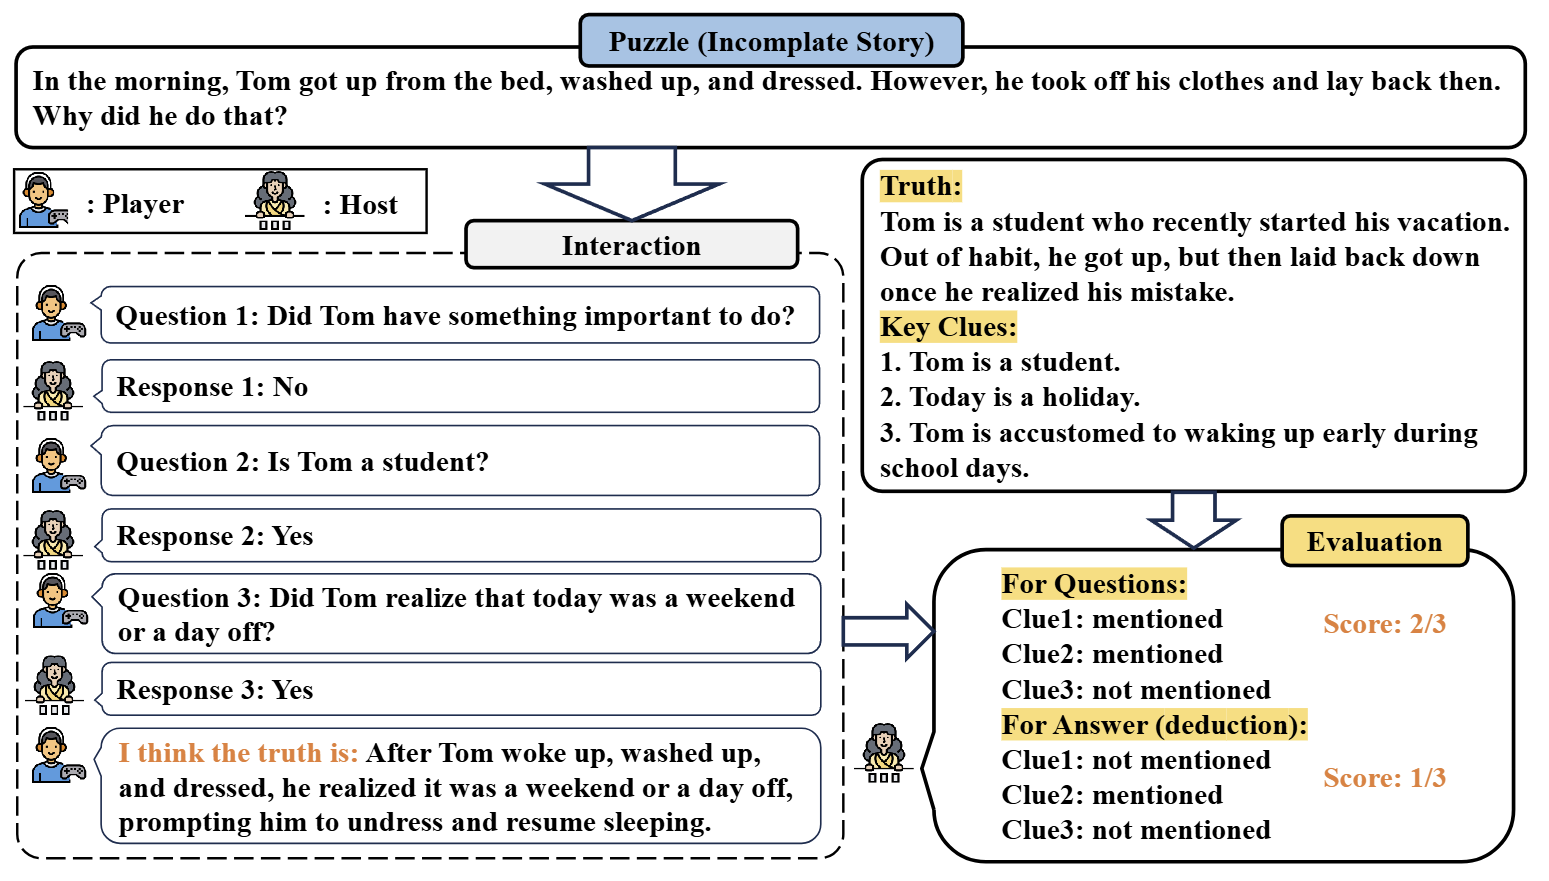 Puzzle (Incomplate Story)
In the morning, Tom got up from the bed, washed up, and dressed. However, he took off his clothes and lay back then.
Why did he do that?
: Player
: Host
Interaction
Question 1: Did Tom have something important to do?
Response 1: No
Question 2: Is Tom a student?
Response 2: Yes
Question 3: Did Tom realize that today was a weekend
or a day off?
Response 3: Yes
I think the truth is: After Tom woke up, washed up,
and dressed, he realized it was a weekend or a day off,
prompting him to undress and resume sleeping.
Truth:
Tom is a student who recently started his vacation.
Out of habit, he got up, but then laid back down
once he realized his mistake.
Key Clues:
1. Tom is a student.
2. Today is a holiday.
3. Tom is accustomed to waking up early during
school days.
Evaluation
For Questions:
Clue1: mentioned
Clue2: mentioned
Clue3: not mentioned
Score: 2/3
For Answer (deduction):
Clue1: not mentioned
Clue2: mentioned
Clue3: not mentioned
Score: 1/3